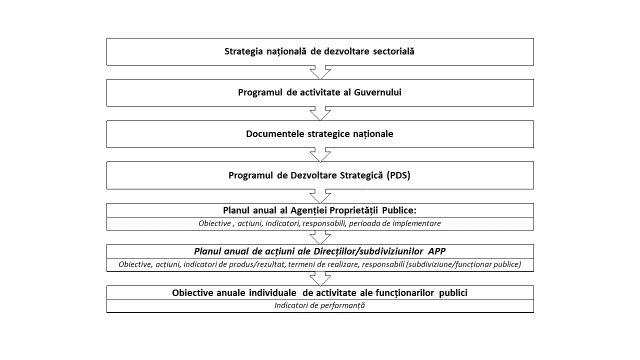 Strategia națională de dezvoltare sectorială
Programul de activitate al Guvernului
Documentele strategice naționale
Programul de Dezvoltare Strategică (PDS)
Planul anual al Agenției Proprietății Publice:
Obiective , acțiuni, indicatori, responsabili, perioada de implementare
Planul anual de acțiuni ale Direcțiilor/subdiviziunilor APP
Obiective, acțiuni, indicatori de produs/rezultat, termeni de realizare, responsabili (subdiviziune/funcționar publice)
Obiective anuale individuale de activitate ale funcționarilor publici
Indicatori de performanță